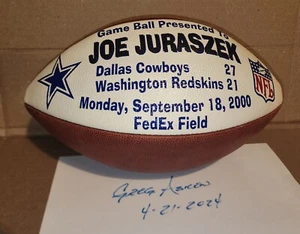 Game Ball Presented To
JOE JURASZEK
Dallas Cowboys 27
Washington Redskins 21
Monday, September 18, 2000
FedEx Field
NFL
4-21-2024